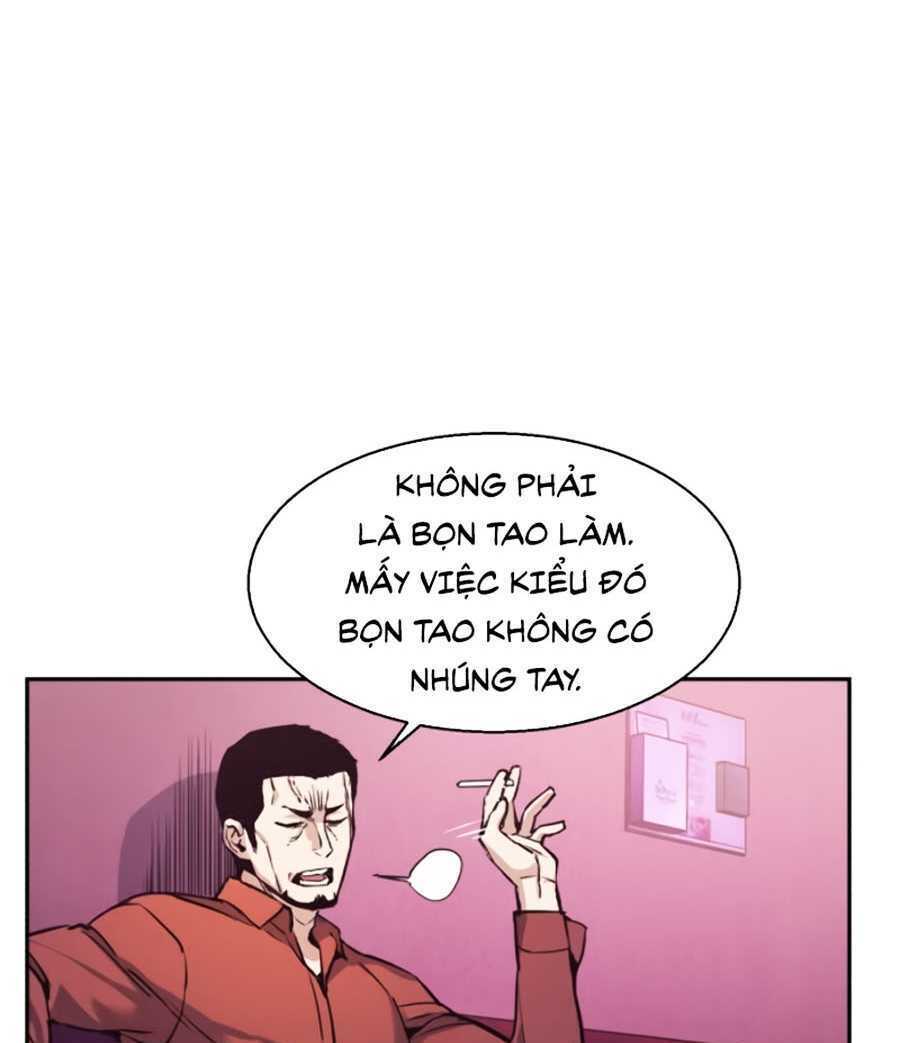 KHÔNG PHẢI
LÀ BỌN TAO LÀM.
MẤY VIỆC KIỂU ĐÓ
BỌN TAO KHÔNG CÓ
NHÚNG TAY.